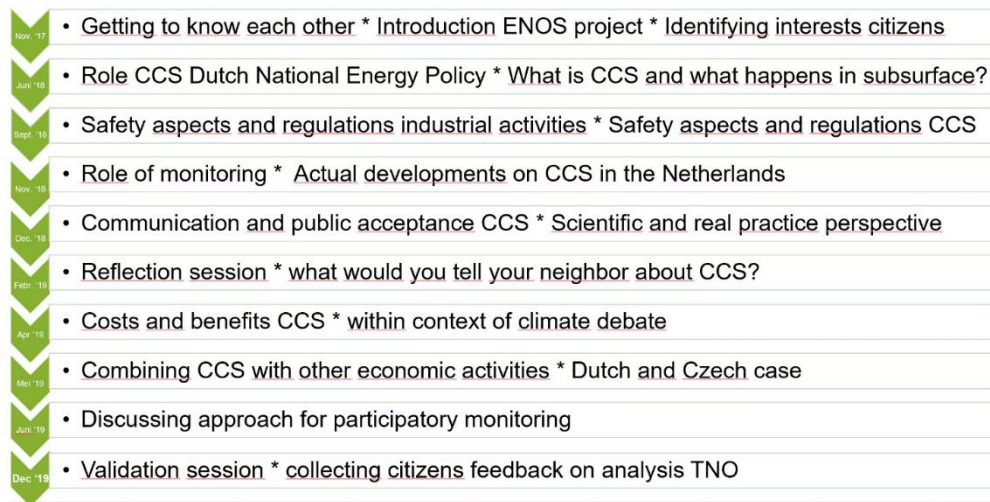 Nov. '17 • Getting to know each other * Introduction ENOS project * Identifying interests citizens
Juni '18 • Role CCS Dutch National Energy Policy * What is CCS and what happens in subsurface?
Sept. '18 • Safety aspects and regulations industrial activities * Safety aspects and regulations CCS
Nov. '18 • Role of monitoring * Actual developments on CCS in the Netherlands
Dec. '18 • Communication and public acceptance CCS * Scientific and real practice perspective
Febr. '19 • Reflection session * what would you tell your neighbor about CCS?
Apr '19 • Costs and benefits CCS * within context of climate debate
Mei '19 • Combining CCS with other economic activities * Dutch and Czech case
Juni '19 • Discussing approach for participatory monitoring
Dec '19 • Validation session * collecting citizens feedback on analysis TNO